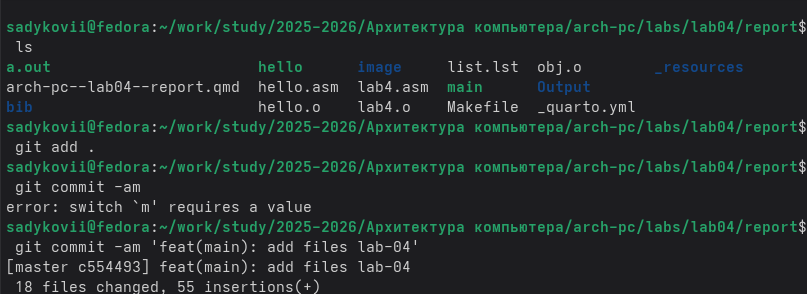 sadykovii@fedora:~/work/study/2025-2026/Архитектура компьютера/arch-pc/labs/lab04/report$
ls
a.out hello image list.lst obj.o _resources
arch-pc--lab04--report.qmd hello.asm lab4.asm main Output
bib hello.o lab4.o Makefile _quarto.yml
sadykovii@fedora:~/work/study/2025-2026/Архитектура компьютера/arch-pc/labs/lab04/report$
git add .
sadykovii@fedora:~/work/study/2025-2026/Архитектура компьютера/arch-pc/labs/lab04/report$
git commit -am
error: switch `m' requires a value
sadykovii@fedora:~/work/study/2025-2026/Архитектура компьютера/arch-pc/labs/lab04/report$
git commit -am 'feat(main): add files lab-04'
[master c554493] feat(main): add files lab-04
18 files changed, 55 insertions(+)